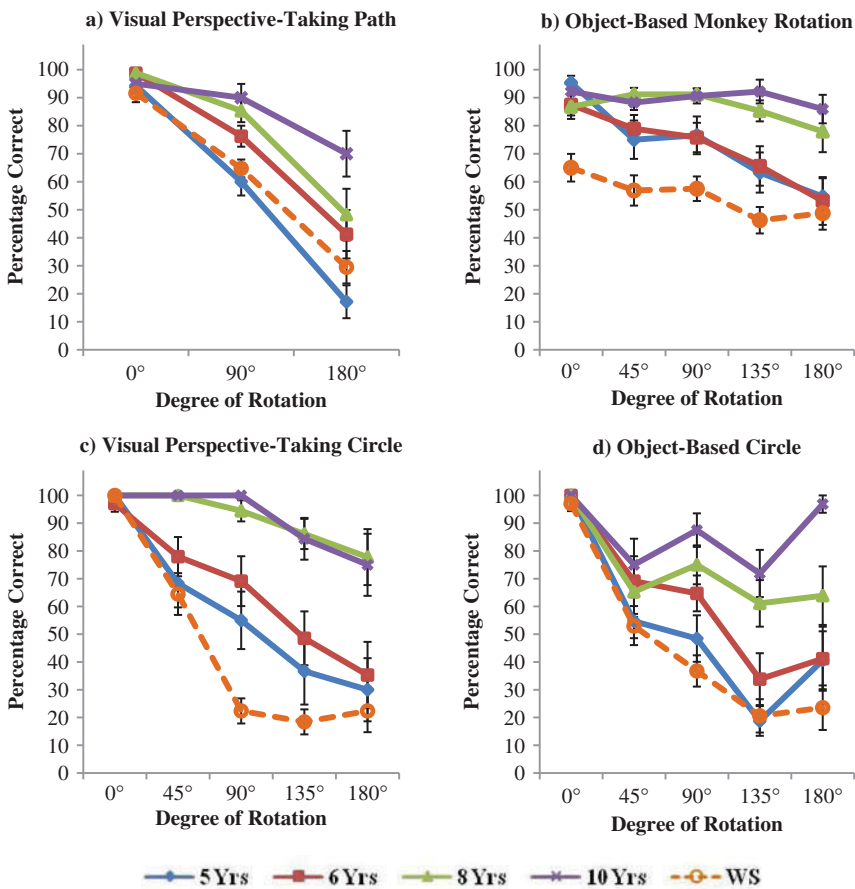 a) Visual Perspective-Taking Path
100
90
80
70
60
50
40
30
20
10
0
Percentage Correct
0° 90° 180°
Degree of Rotation
b) Object-Based Monkey Rotation
100
90
80
70
60
50
40
30
20
10
0
Percentage Correct
0° 45° 90° 135° 180°
Degree of Rotation
c) Visual Perspective-Taking Circle
100
90
80
70
60
50
40
30
20
10
0
Percentage Correct
0° 45° 90° 135° 180°
Degree of Rotation
d) Object-Based Circle
100
90
80
70
60
50
40
30
20
10
0
Percentage Correct
0° 45° 90° 135° 180°
Degree of Rotation
5 Yrs 6 Yrs 8 Yrs 10 Yrs WS